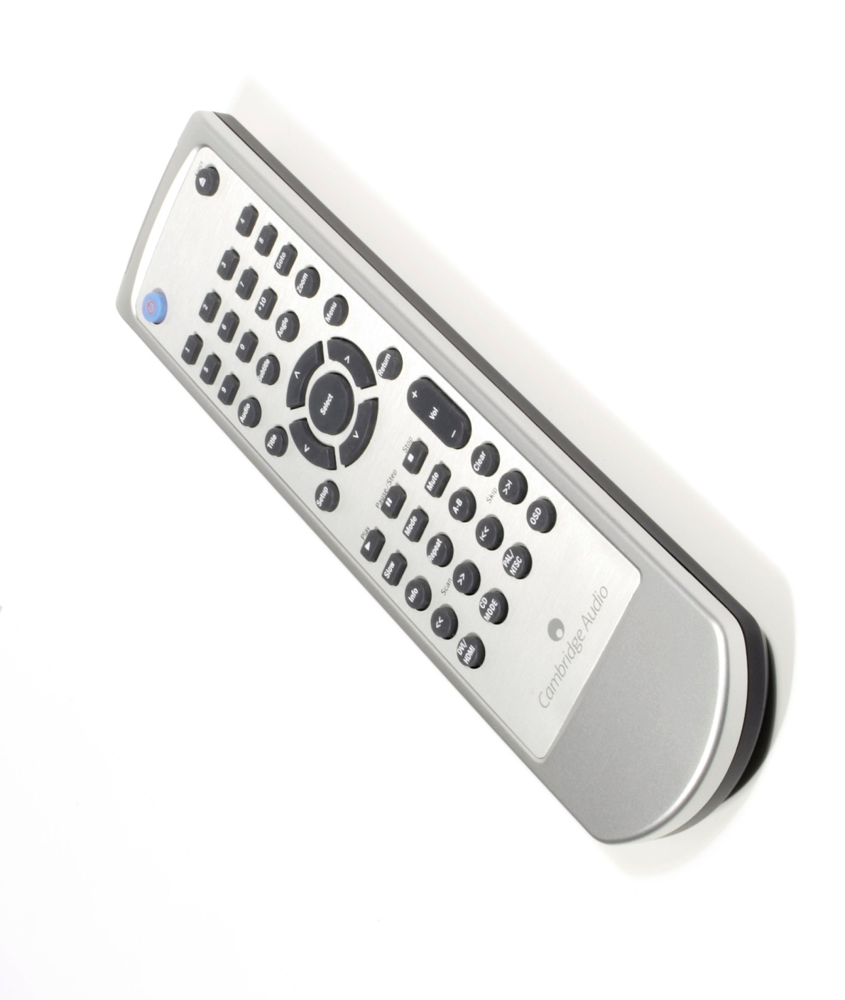 1 2 3 4
5 6 7 8
9 0 +10 Goto
Audio Subtitle Angle Zoom
Title Menu
Select
Setup Return
+
Vol
−
Play Pause/Step Stop
Slow Mode Mute
Info Repeat A-B Clear
Scan Skip
<< >> |<< >>|
DVI/
HDMI
CD
MODE
PAL/
NTSC
OSD
Cambridge Audio